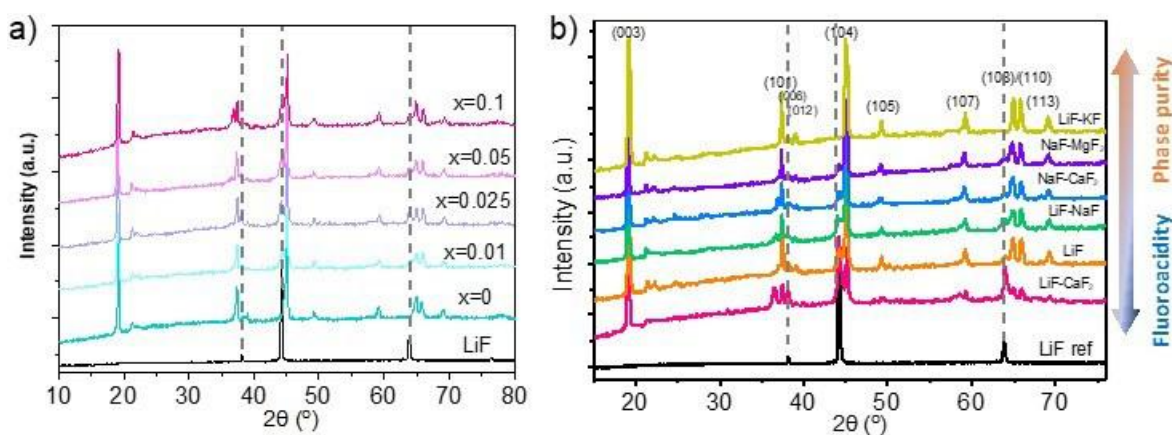 a)
Intensity (a.u.)
x=0.1
x=0.05
x=0.025
x=0.01
x=0
LiF
10 20 30 40 50 60 70 80
2θ (º)
b)
Intensity (a.u.)
(003)
(104)
(101)
(006)
(012)
(105)
(107)
(108)/(110)
(113)
LiF-KF
NaF-MgF₂
NaF-CaF₂
LiF-NaF
LiF
LiF-CaF₂
LiF ref
20 30 40 50 60 70
2θ (º)
Phase purity
Fluoroacidity